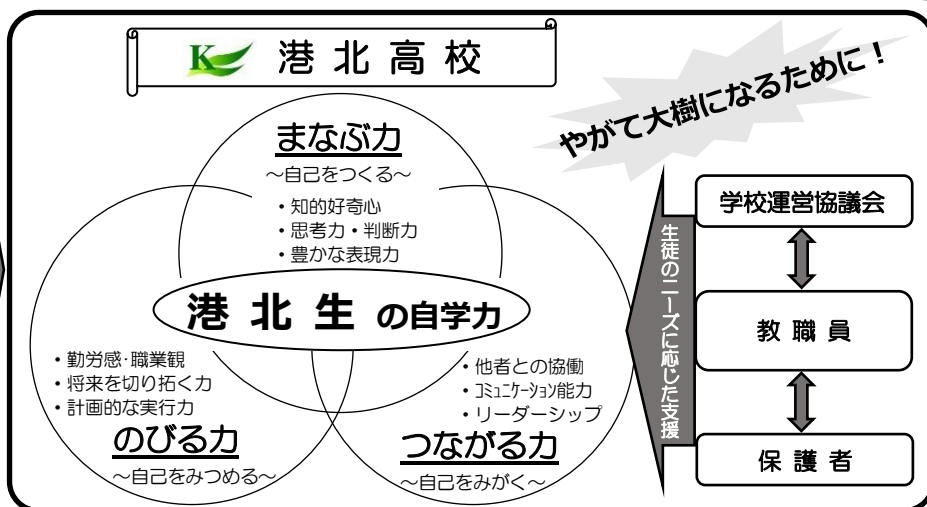 K 港北高校
やがて大樹になるために！
まなぶ力
～自己をつくる～
・知的好奇心
・思考力・判断力
・豊かな表現力
港北生の自学力
・勤労感・職業観
・将来を切り拓く力
・計画的な実行力
のびる力
～自己をみつめる～
・他者との協働
・ｺﾐｭﾆｹｰｼｮﾝ能力
・リーダーシップ
つながる力
～自己をみがく～
生徒のニーズに応じた支援
学校運営協議会
教職員
保護者